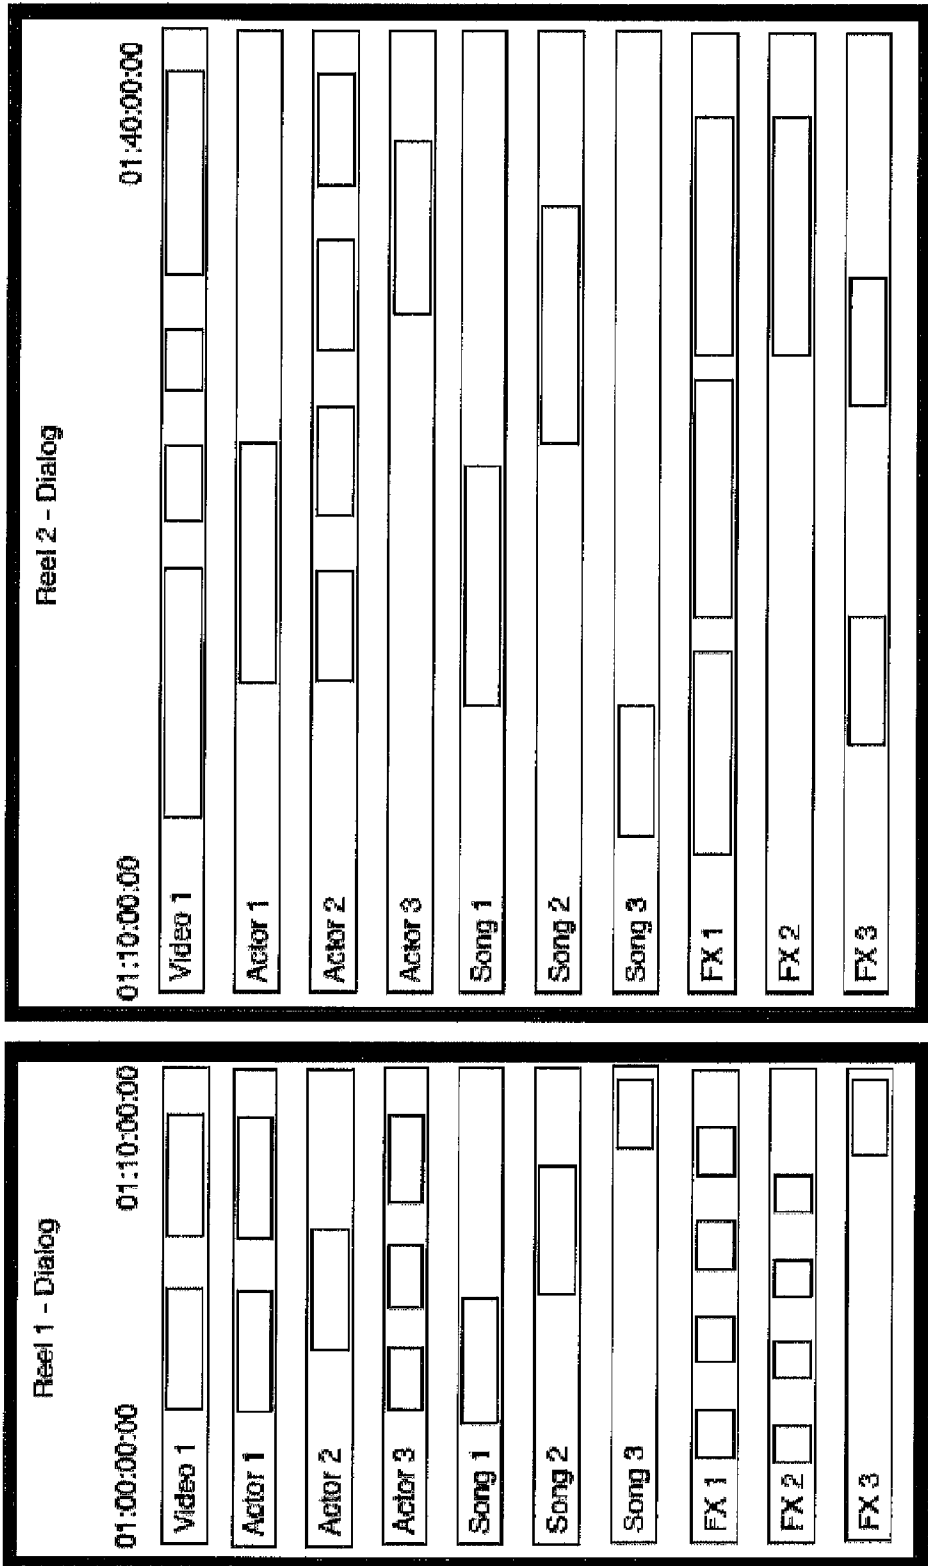 Reel 1 - Dialog
01:00:00:00 01:10:00:00
Video 1
Actor 1
Actor 2
Actor 3
Song 1
Song 2
Song 3
FX 1
FX 2
FX 3
Reel 2 - Dialog
01:10:00:00 01:40:00:00
Video 1
Actor 1
Actor 2
Actor 3
Song 1
Song 2
Song 3
FX 1
FX 2
FX 3